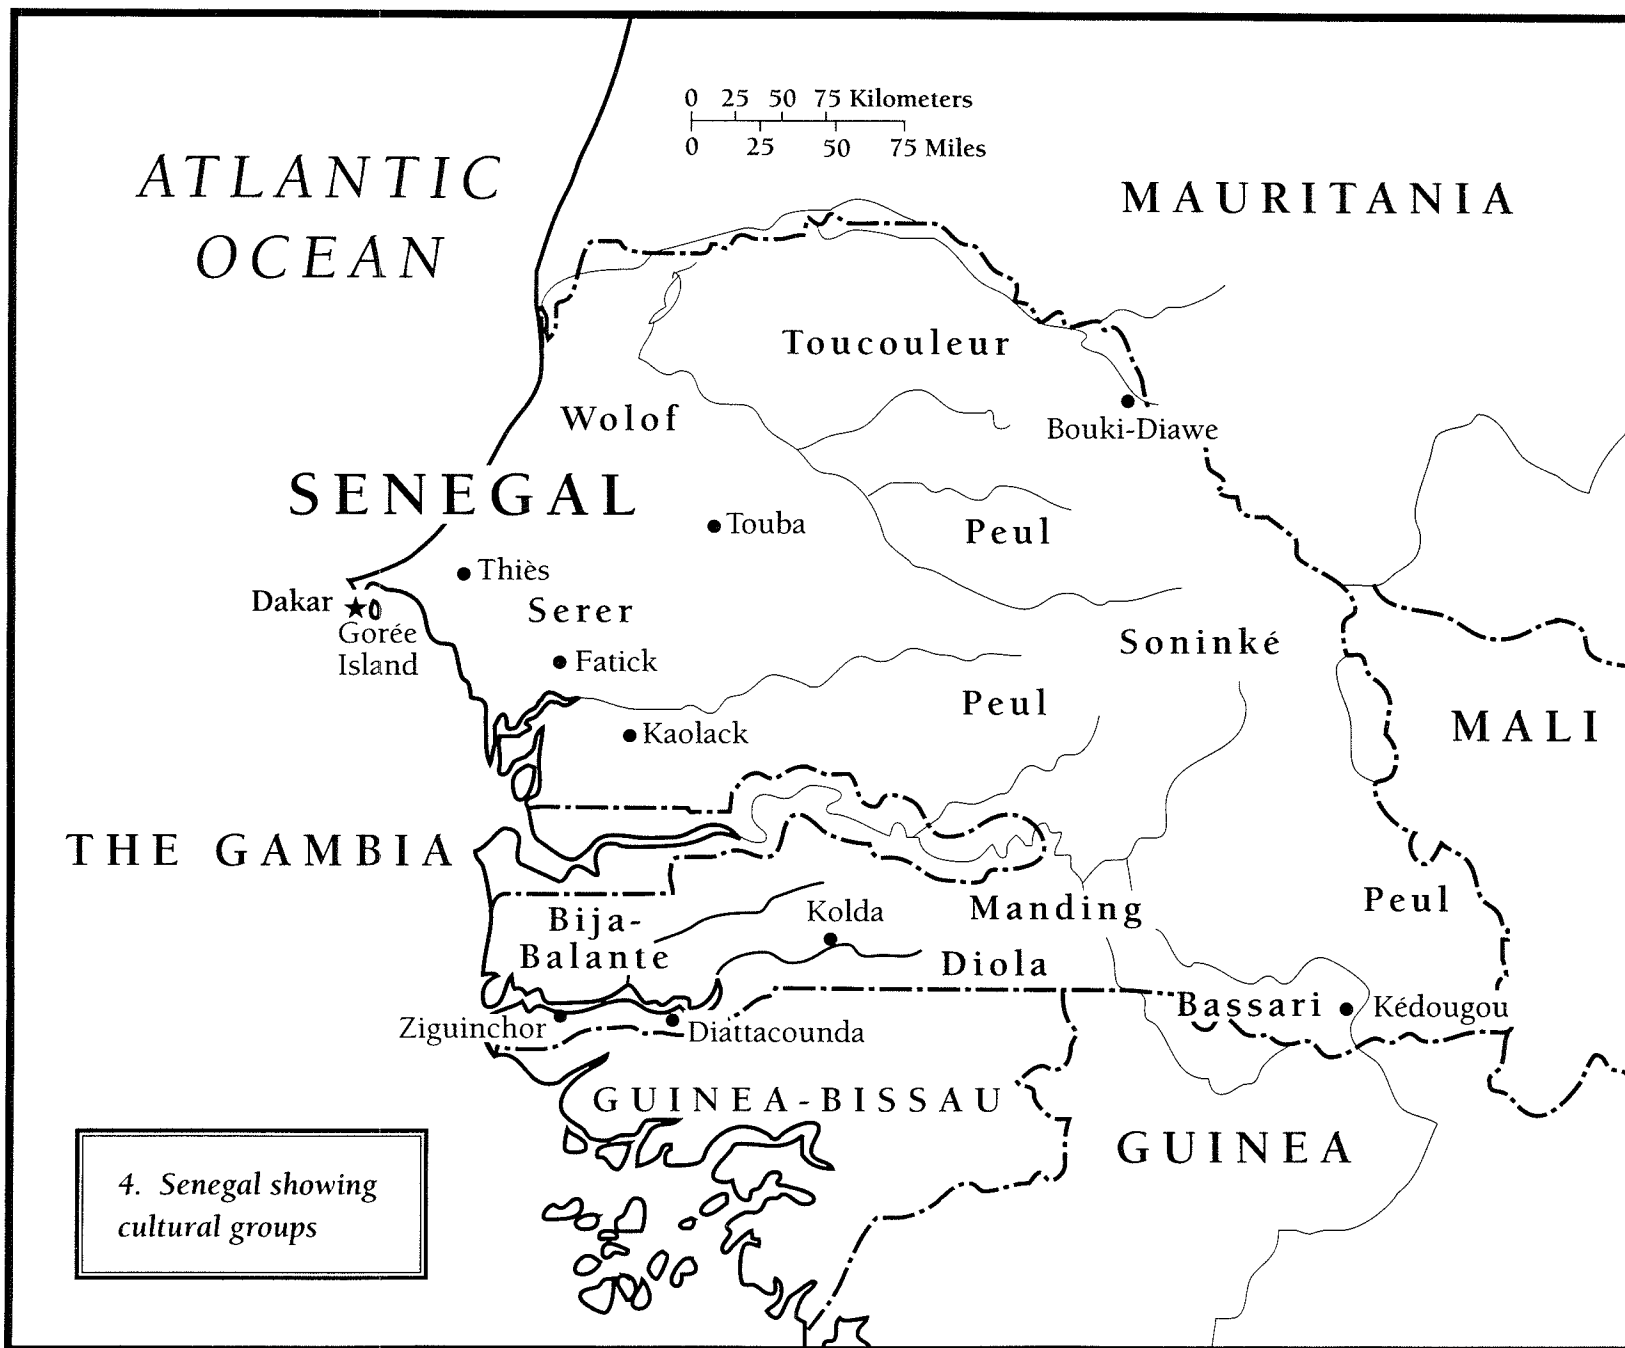 0 25 50 75 Kilometers
0 25 50 75 Miles
ATLANTIC
OCEAN
MAURITANIA
Toucouleur
Wolof
Bouki-Diawe
SENEGAL
Touba
Peul
Thiès
Dakar
Serer
Gorée
Island
Soninké
Fatick
Peul
MALI
Kaolack
THE GAMBIA
Peul
Manding
Kolda
Bija-
Balante
Diola
Bassari
Kédougou
Ziguinchor
Diattacounda
GUINEA-BISSAU
GUINEA
4. Senegal showing
cultural groups